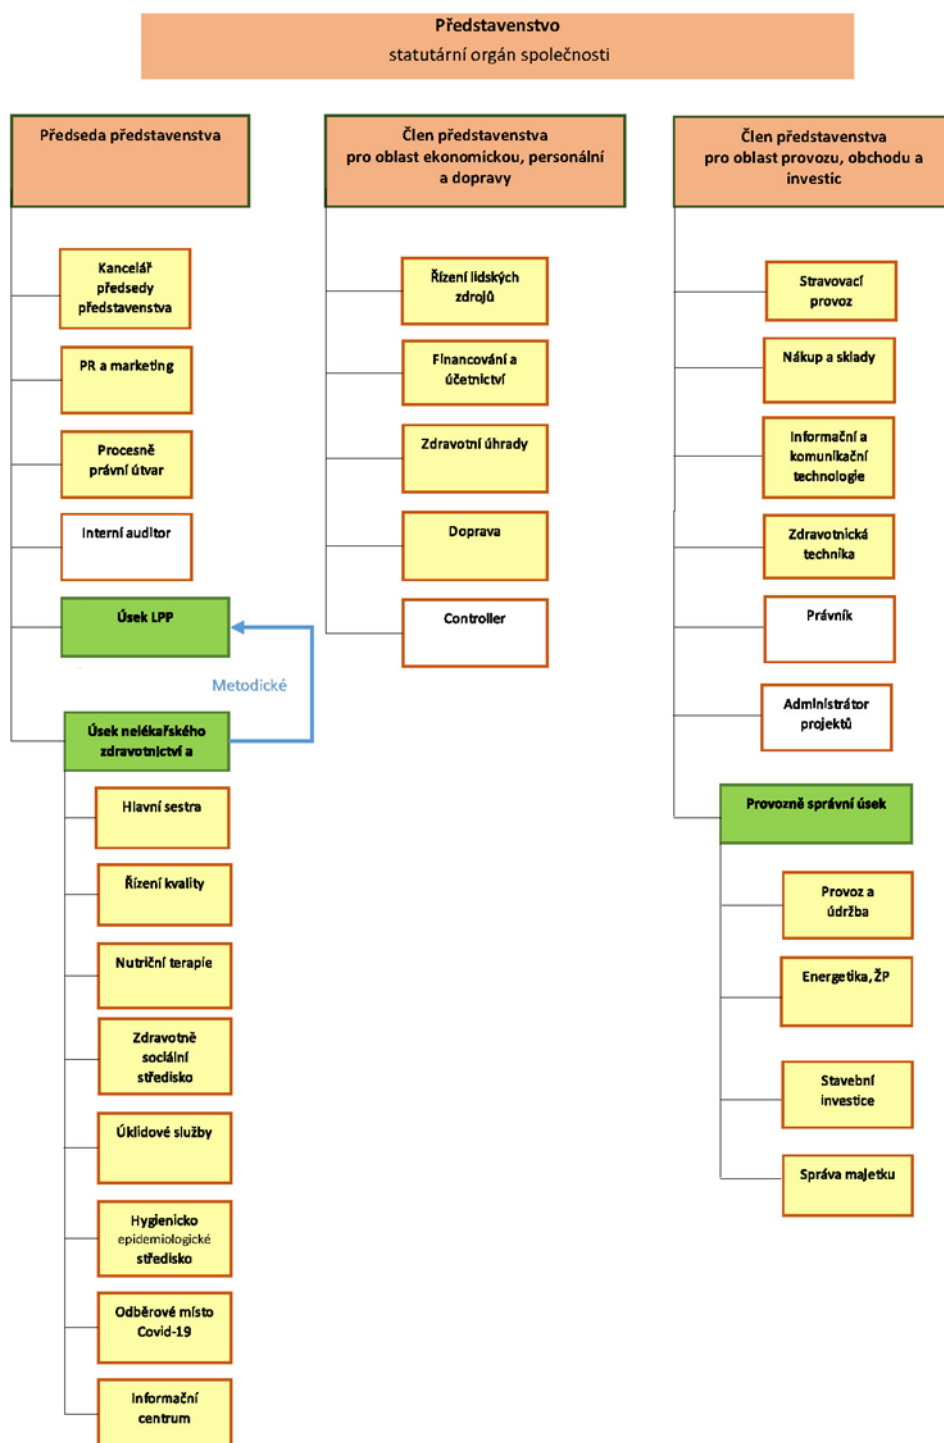 Představenstvo
statutární orgán společnosti
Předseda představenstva
Kancelář
předsedy
představenstva
PR a marketing
Procesně
právní útvar
Interní auditor
Úsek LPP
Metodické
Úsek nelékařského
zdravotnictví a
Hlavní sestra
Řízení kvality
Nutriční terapie
Zdravotně
sociální
středisko
Úklidové služby
Hygienicko
epidemiologické
středisko
Odběrové místo
Covid-19
Informační
centrum
Člen představenstva
pro oblast ekonomickou, personální
a dopravy
Řízení lidských
zdrojů
Financování a
účetnictví
Zdravotní úhrady
Doprava
Controller
Člen představenstva
pro oblast provozu, obchodu a
investic
Stravovací
provoz
Nákup a sklady
Informační a
komunikační
technologie
Zdravotnická
technika
Právník
Administrátor
projektů
Provozně správní úsek
Provoz a
údržba
Energetika, ŽP
Stavební
investice
Správa majetku